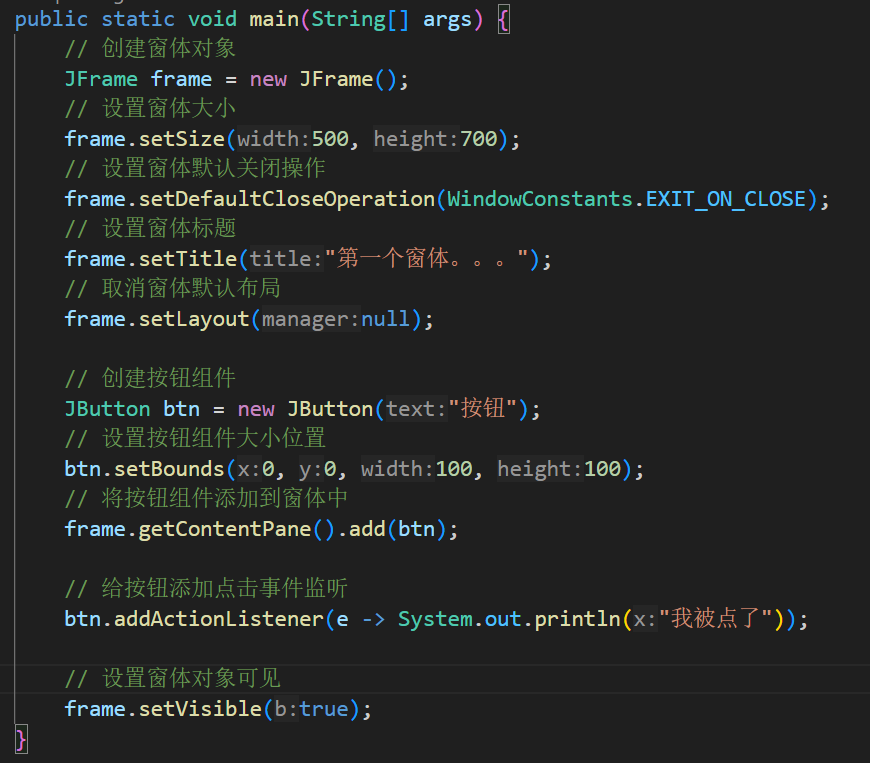 public static void main(String[] args) {
// 创建窗体对象
JFrame frame = new JFrame();
// 设置窗体大小
frame.setSize(width:500, height:700);
// 设置窗体默认关闭操作
frame.setDefaultCloseOperation(WindowConstants.EXIT_ON_CLOSE);
// 设置窗体标题
frame.setTitle(title:"第一个窗体。。。");
// 取消窗体默认布局
frame.setLayout(manager:null);
// 创建按钮组件
JButton btn = new JButton(text:"按钮");
// 设置按钮组件大小位置
btn.setBounds(x:0, y:0, width:100, height:100);
// 将按钮组件添加到窗体中
frame.getContentPane().add(btn);
// 给按钮添加点击事件监听
btn.addActionListener(e -> System.out.println(x:"我被点了"));
// 设置窗体对象可见
frame.setVisible(b:true);
}